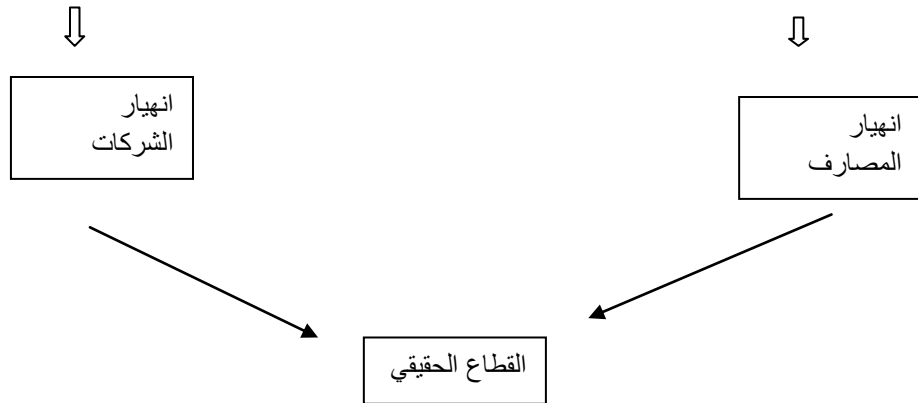 انهيار
المصارف
انهيار
الشركات
القطاع الحقيقي